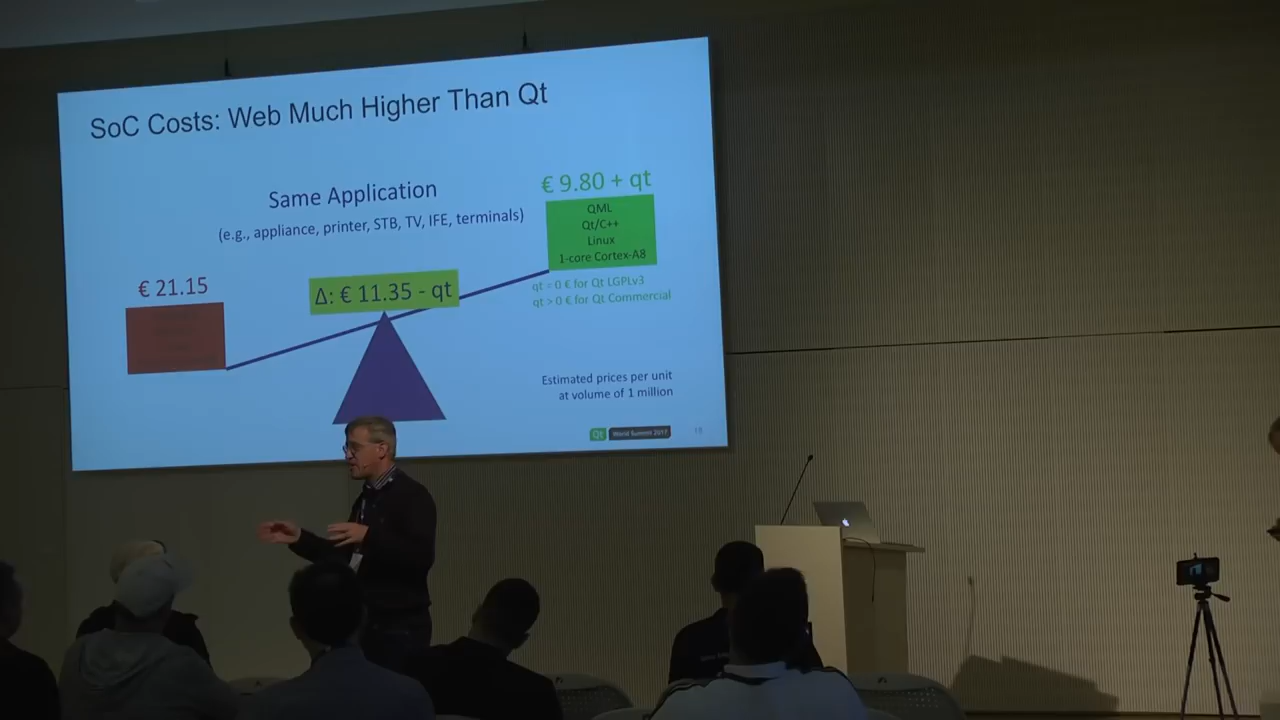 SoC Costs: Web Much Higher Than Qt
Same Application
(e.g., appliance, printer, STB, TV, IFE, terminals)
€ 9.80 + qt
QML
Qt/C++
Linux
1-core Cortex-A8
qt = 0 € for Qt LGPLv3
qt > 0 € for Qt Commercial
€ 21.15
Δ: € 11.35 - qt
Estimated prices per unit
at volume of 1 million
Qt World Summit 2017